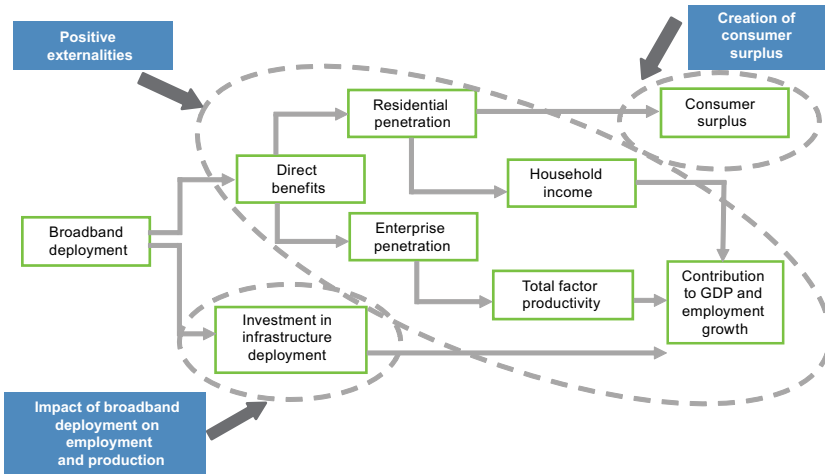 Positive
externalities
Creation of
consumer
surplus
Residential
penetration
Consumer
surplus
Direct
benefits
Household
income
Broadband
deployment
Enterprise
penetration
Total factor
productivity
Contribution
to GDP and
employment
growth
Investment in
infrastructure
deployment
Impact of broadband
deployment on
employment
and production